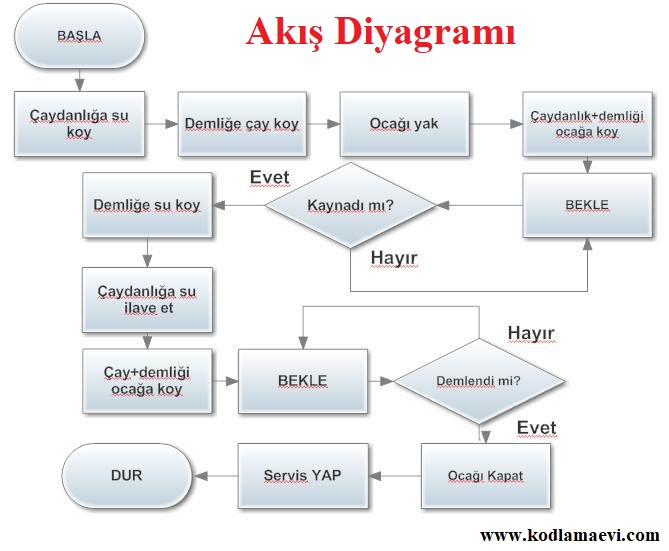 Akış Diyagramı
BAŞLA
Çaydanlığa su
koy
Demliğe çay koy
Ocağı yak
Çaydanlık+demliği
ocağa koy
BEKLE
Kaynadı mı?
Evet
Hayır
Demliğe su koy
Çaydanlığa su
ilave et
Çay+demliği
ocağa koy
BEKLE
Demlendi mi?
Hayır
Evet
Ocağı Kapat
Servis YAP
DUR
www.kodlamaevi.com